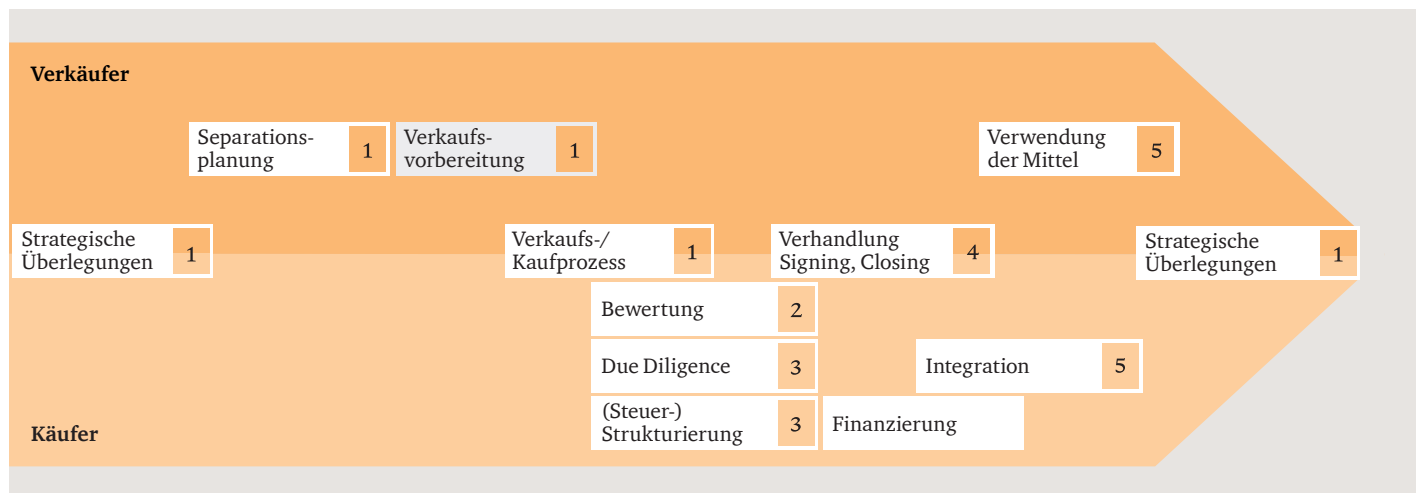 Verkäufer
Separations-
planung
1
Verkaufs-
vorbereitung
1
Verwendung
der Mittel
5
Strategische
Überlegungen
1
Verkaufs-/
Kaufprozess
1
Verhandlung
Signing, Closing
4
Strategische
Überlegungen
1
Bewertung
2
Due Diligence
3
Integration
5
(Steuer-)
Strukturierung
3
Finanzierung
Käufer